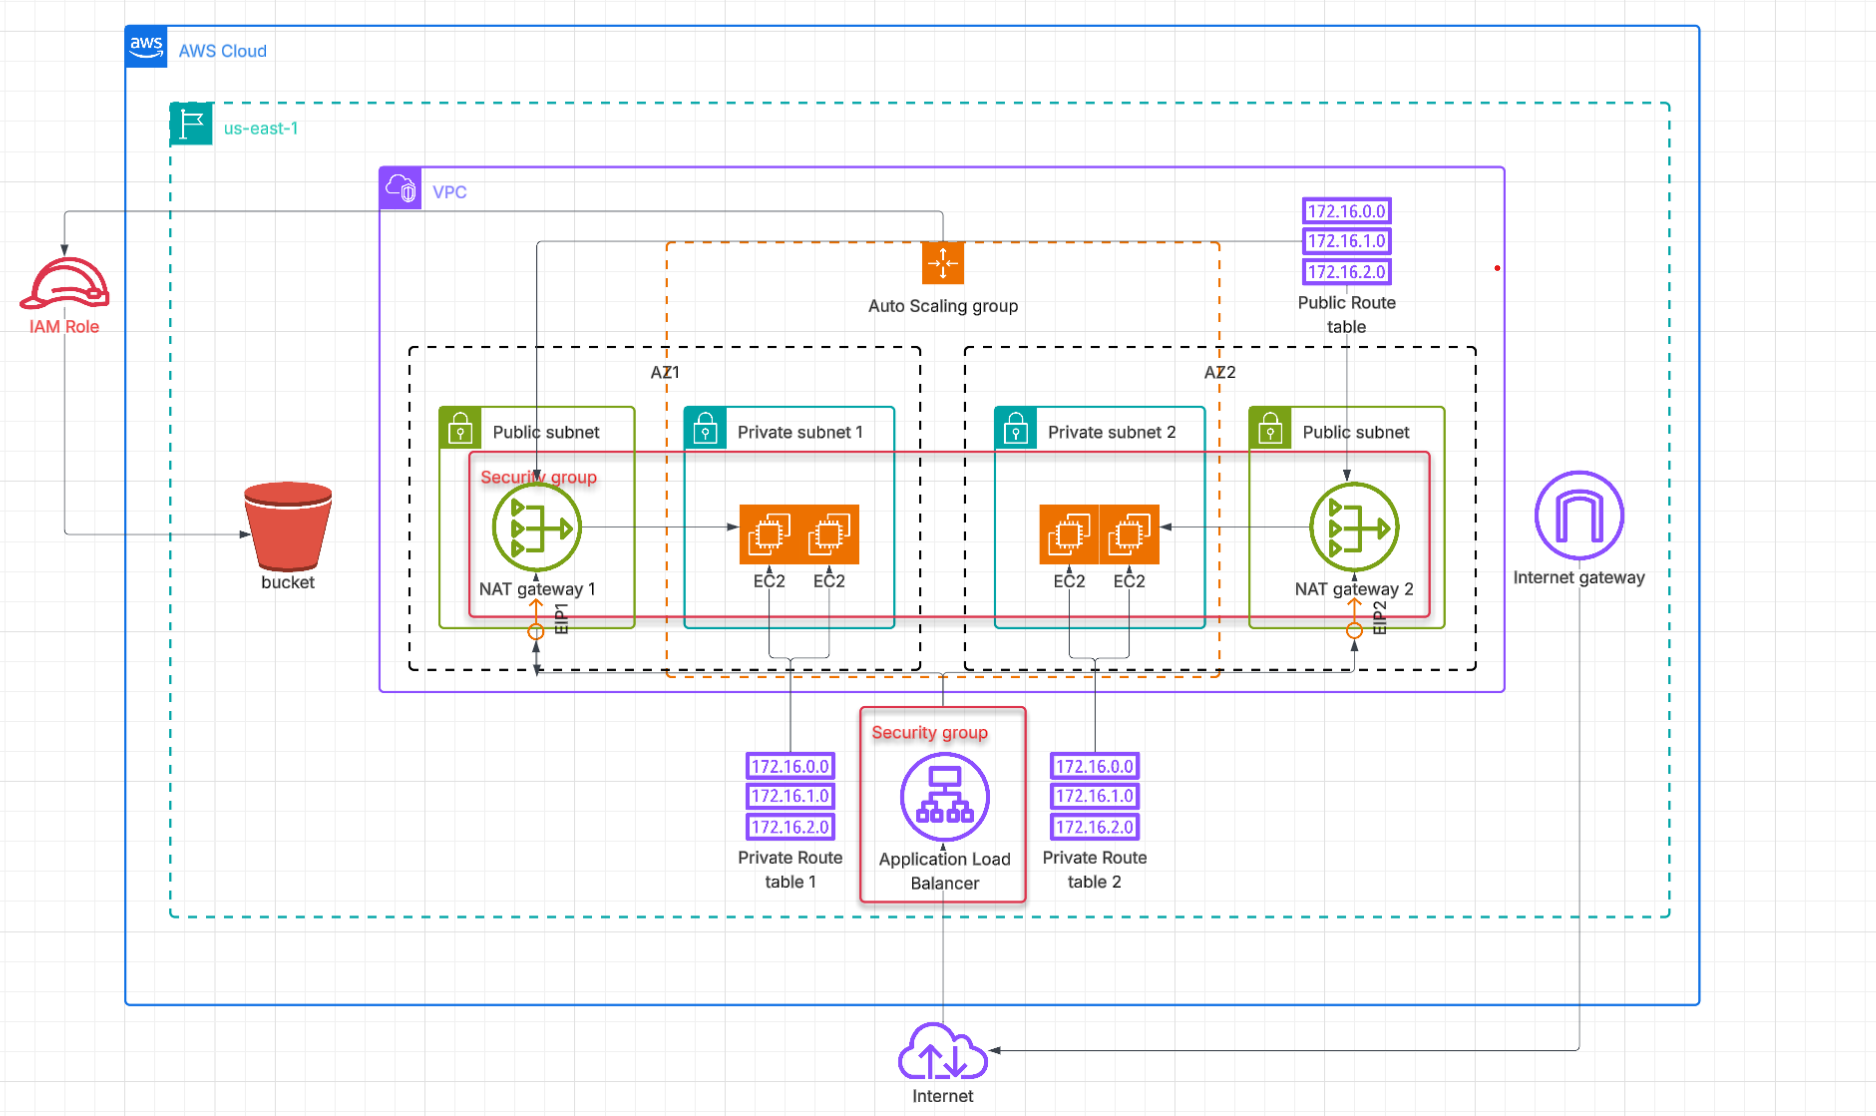 aws
AWS Cloud
us-east-1
VPC
172.16.0.0
172.16.1.0
172.16.2.0
Public Route
table
IAM Role
Auto Scaling group
AZ1
AZ2
Public subnet
Private subnet 1
Private subnet 2
Public subnet
Security group
NAT gateway 1
EC2
EC2
EC2
EC2
NAT gateway 2
EIP1
EIP2
bucket
Internet gateway
Security group
172.16.0.0
172.16.1.0
172.16.2.0
Private Route
table 1
Application Load
Balancer
172.16.0.0
172.16.1.0
172.16.2.0
Private Route
table 2
Internet